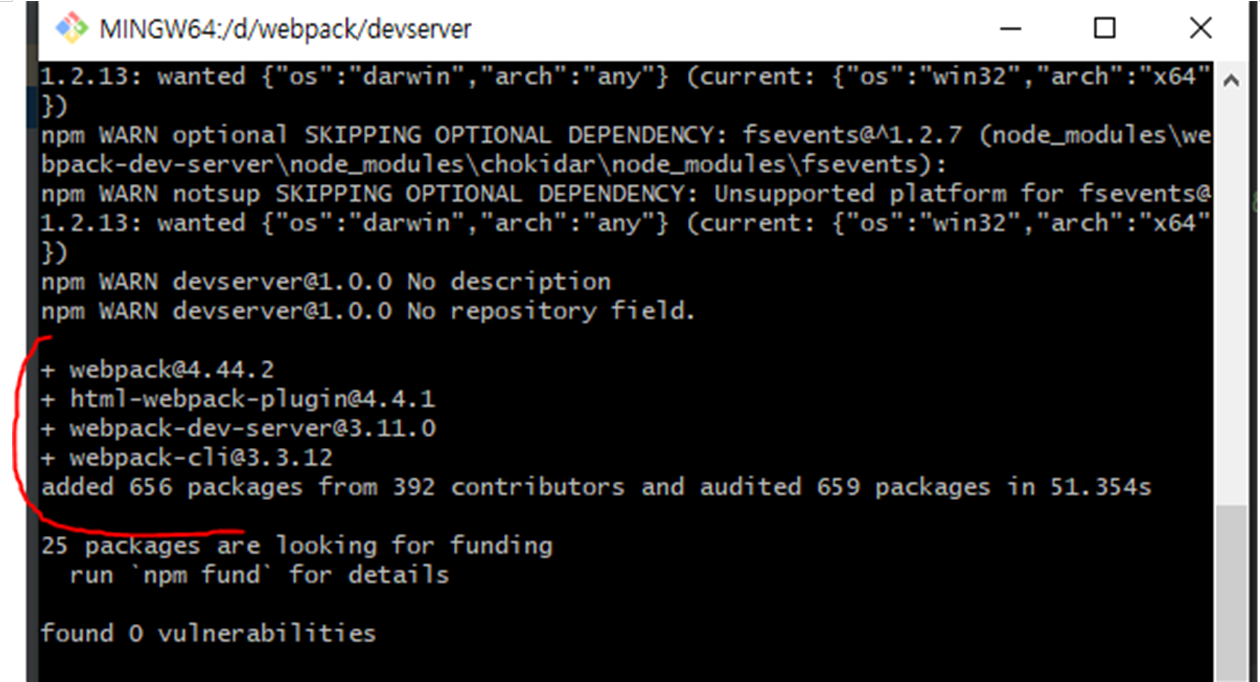 MINGW64:/d/webpack/devserver
1.2.13: wanted {"os":"darwin","arch":"any"} (current: {"os":"win32","arch":"x64"
})
npm WARN optional SKIPPING OPTIONAL DEPENDENCY: fsevents@^1.2.7 (node_modules\we
bpack-dev-server\node_modules\chokidar\node_modules\fsevents):
npm WARN notsup SKIPPING OPTIONAL DEPENDENCY: Unsupported platform for fsevents@
1.2.13: wanted {"os":"darwin","arch":"any"} (current: {"os":"win32","arch":"x64"
})
npm WARN devserver@1.0.0 No description
npm WARN devserver@1.0.0 No repository field.
+ webpack@4.44.2
+ html-webpack-plugin@4.4.1
+ webpack-dev-server@3.11.0
+ webpack-cli@3.3.12
added 656 packages from 392 contributors and audited 659 packages in 51.354s
25 packages are looking for funding
  run `npm fund` for details
found 0 vulnerabilities